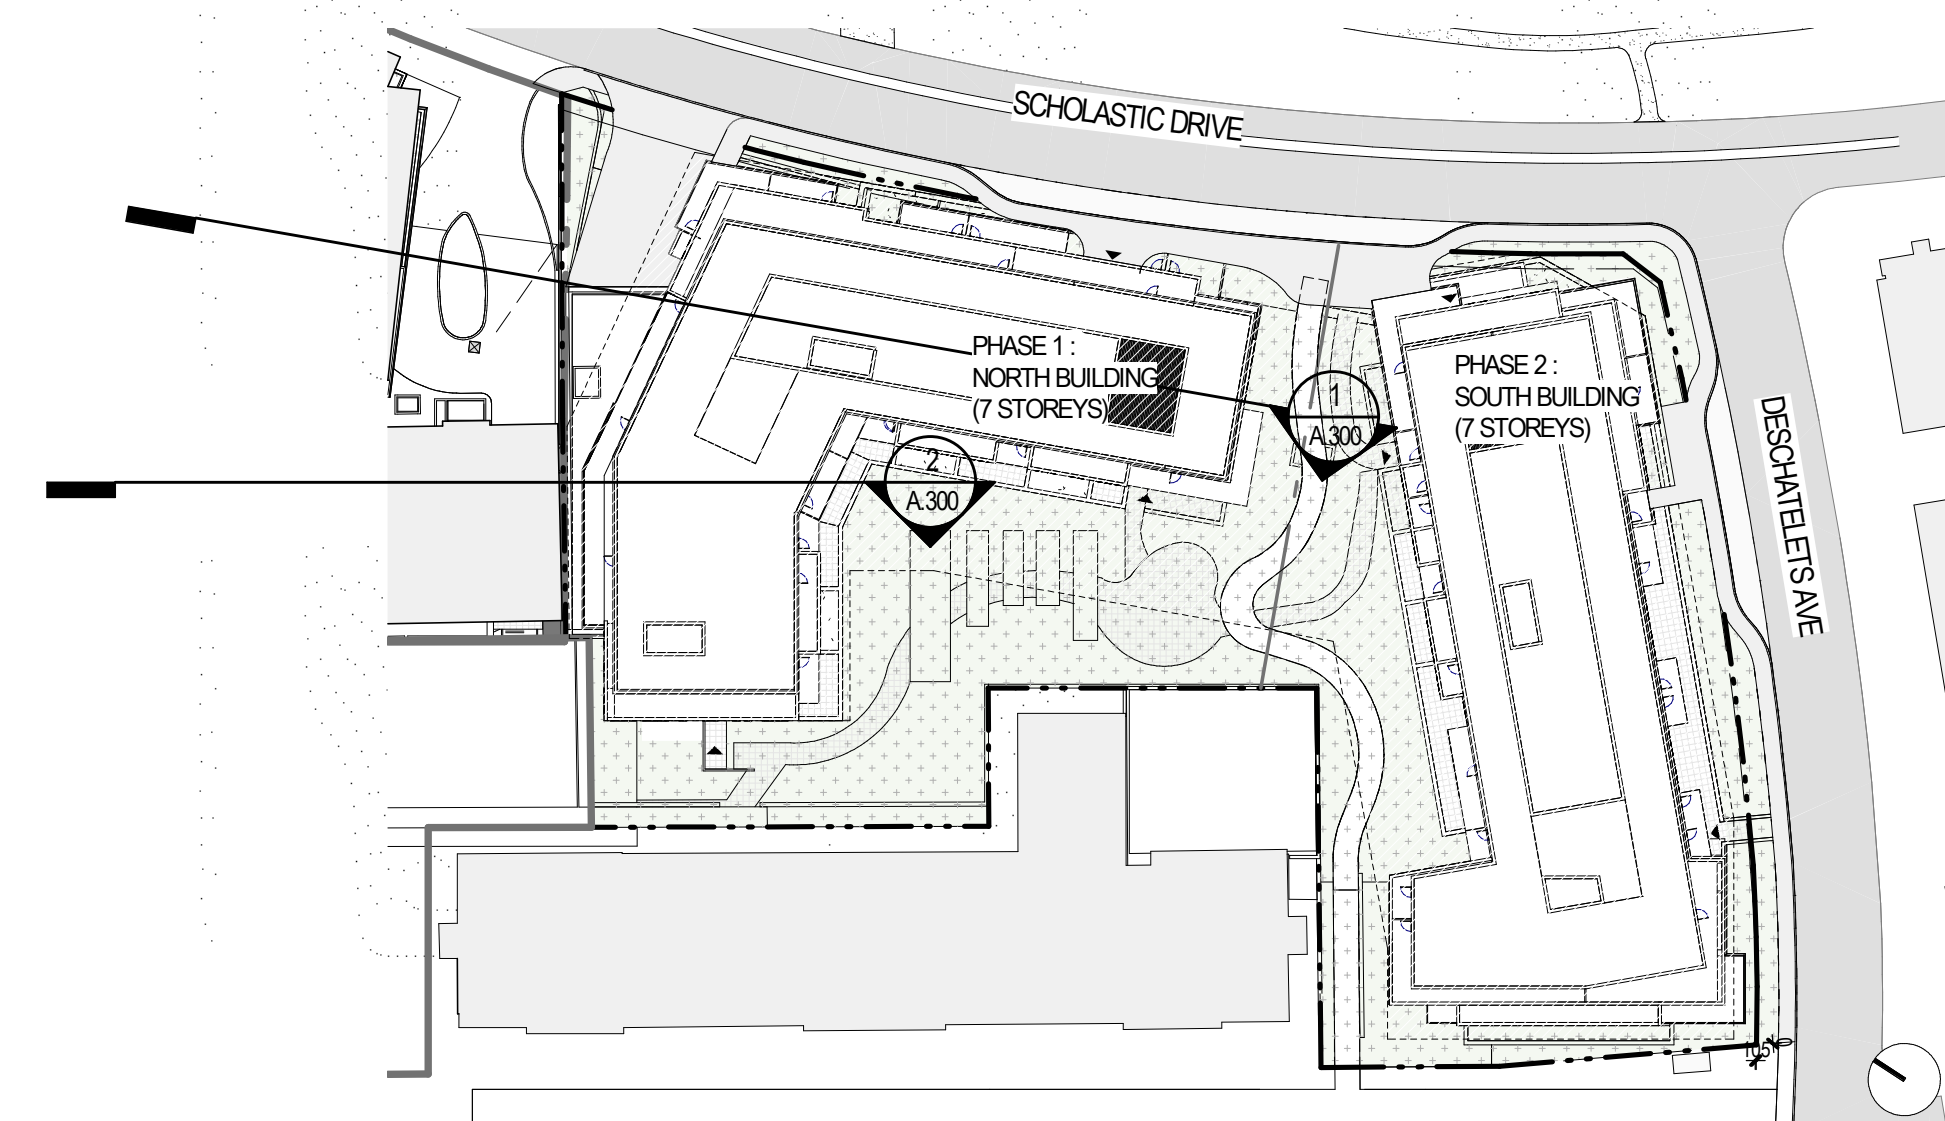 SCHOLASTIC DRIVE
PHASE 1 :
NORTH BUILDING
(7 STOREYS)
PHASE 2 :
SOUTH BUILDING
(7 STOREYS)
1
A.300
2
A.300
DESCHATELETS AVE